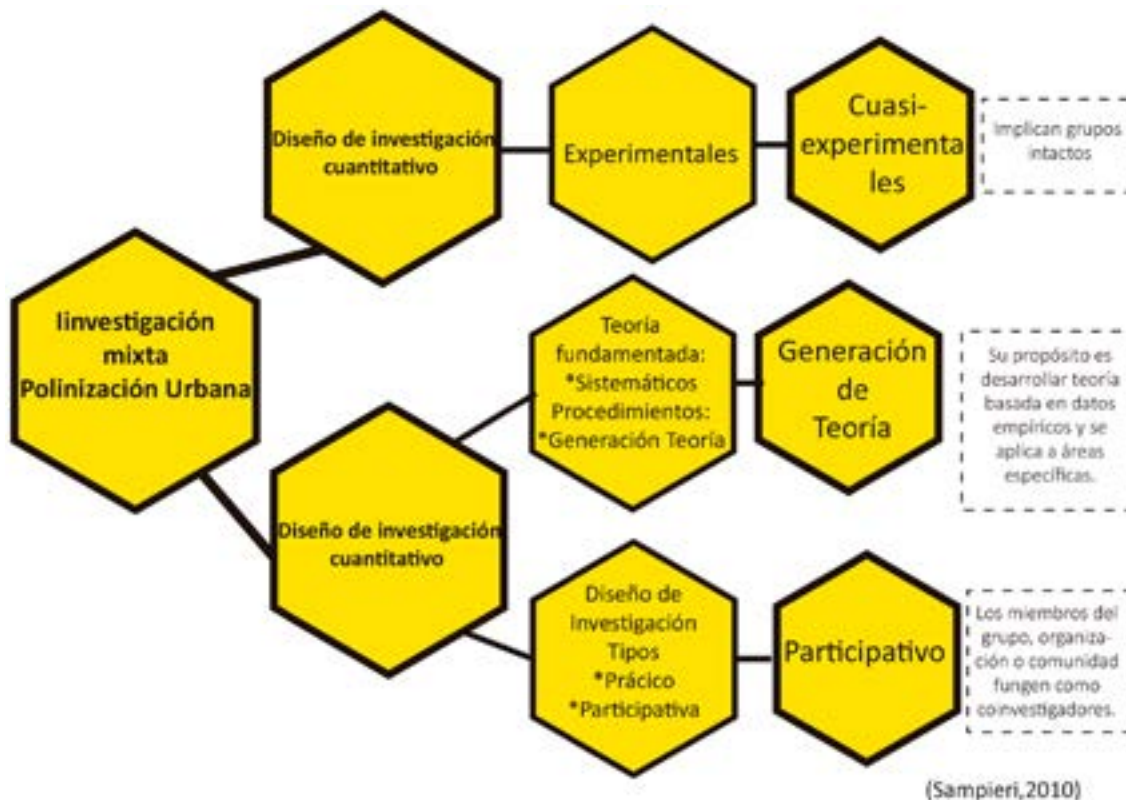 Diseño de investigación
cuantitativo
Experimentales
Cuasi-
experimenta
les
Implican grupos
intactos
Iinvestigación
mixta
Polinización Urbana
Teoría
fundamentada:
*Sistemáticos
Procedimientos:
*Generación Teoría
Generación
de
Teoría
Su propósito es
desarrollar teoría
basada en datos
empíricos y se
aplica a áreas
específicas.
Diseño de investigación
cuantitativo
Diseño de
Investigación
Tipos
*Prácico
*Participativa
Participativo
Los miembros del
grupo, organiza-
ción o comunidad
fungen como
coinvestigadores.
(Sampieri,2010)